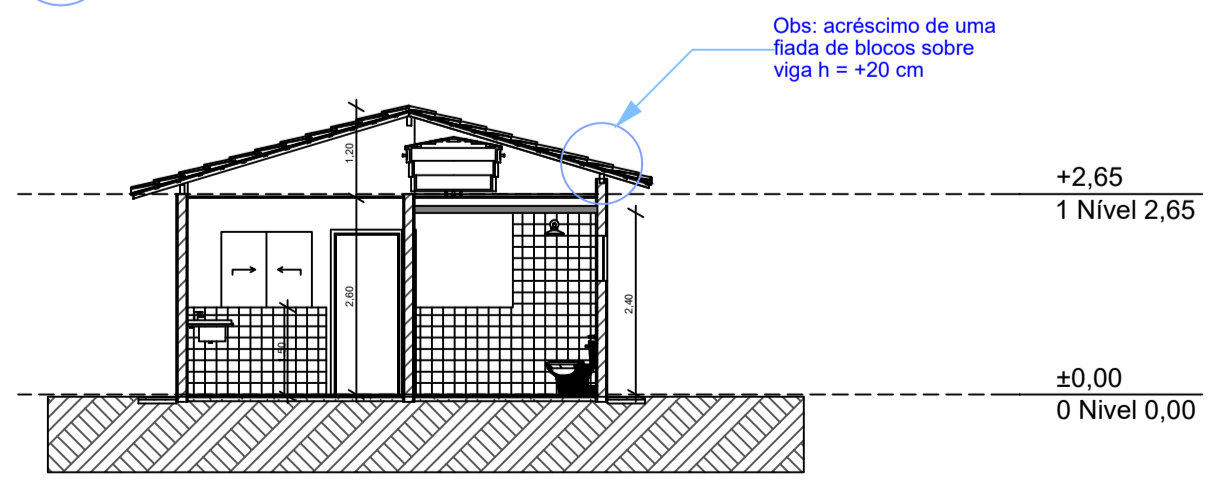 Obs: acréscimo de uma
fiada de blocos sobre
viga h = +20 cm
1,20
+2,65
1 Nível 2,65
2,60
2,40
±0,00
0 Nivel 0,00